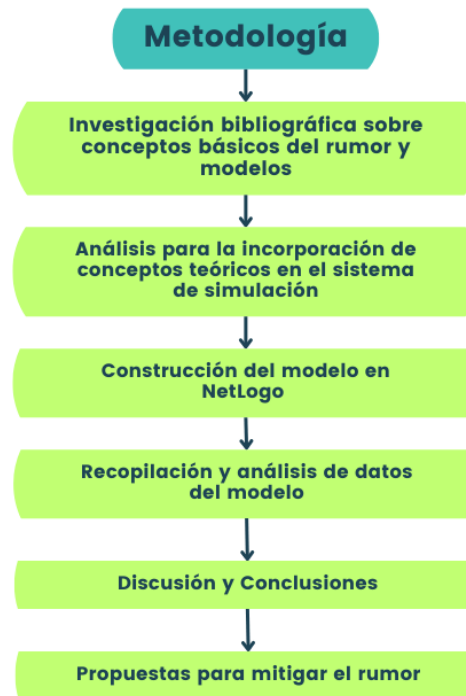 Metodología
Investigación bibliográfica sobre
conceptos básicos del rumor y
modelos
Análisis para la incorporación de
conceptos teóricos en el sistema
de simulación
Construcción del modelo en
NetLogo
Recopilación y análisis de datos
del modelo
Discusión y Conclusiones
Propuestas para mitigar el rumor